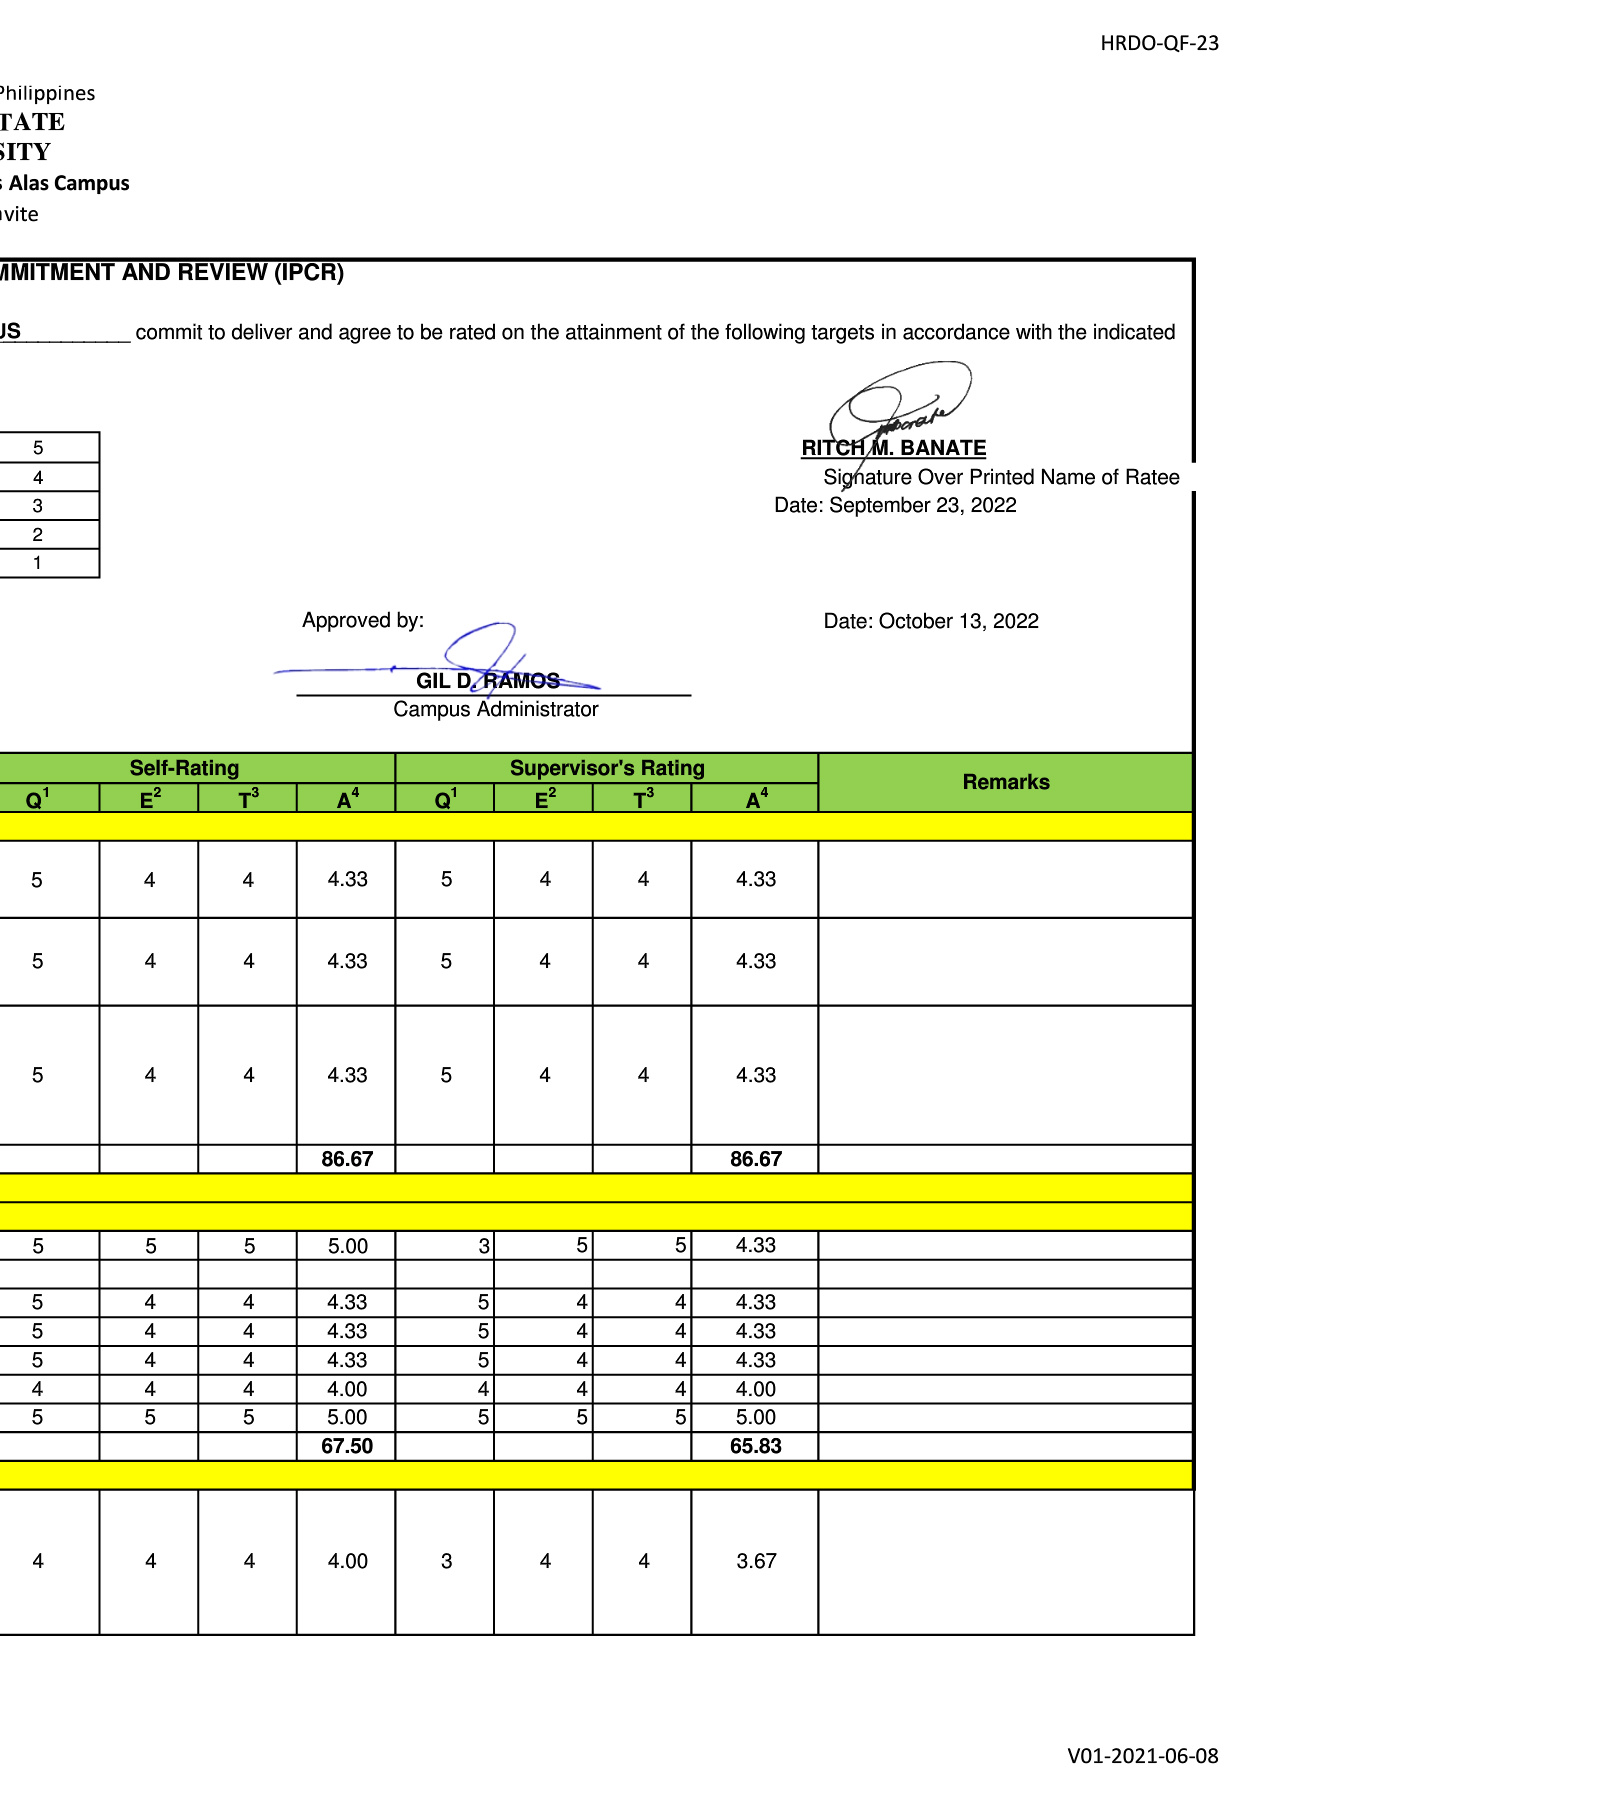 HRDO-QF-23
Philippines
TATE
SITY
s Alas Campus
avite
MMITMENT AND REVIEW (IPCR)
US__________ commit to deliver and agree to be rated on the attainment of the following targets in accordance with the indicated
RITCH M. BANATE
5
Signature Over Printed Name of Ratee
4
Date: September 23, 2022
3
2
1
Approved by: Date: October 13, 2022
GIL D. RAMOS
Campus Administrator
Self-Rating Supervisor's Rating Remarks
Q1 E2 T3 A4 Q1 E2 T3 A4
5 4 4 4.33 5 4 4 4.33
5 4 4 4.33 5 4 4 4.33
5 4 4 4.33 5 4 4 4.33
86.67 86.67
5 5 5 5.00 3 5 5 4.33
5 4 4 4.33 5 4 4 4.33
5 4 4 4.33 5 4 4 4.33
5 4 4 4.33 5 4 4 4.33
4 4 4 4.00 4 4 4 4.00
5 5 5 5.00 5 5 5 5.00
67.50 65.83
4 4 4 4.00 3 4 4 3.67
V01-2021-06-08